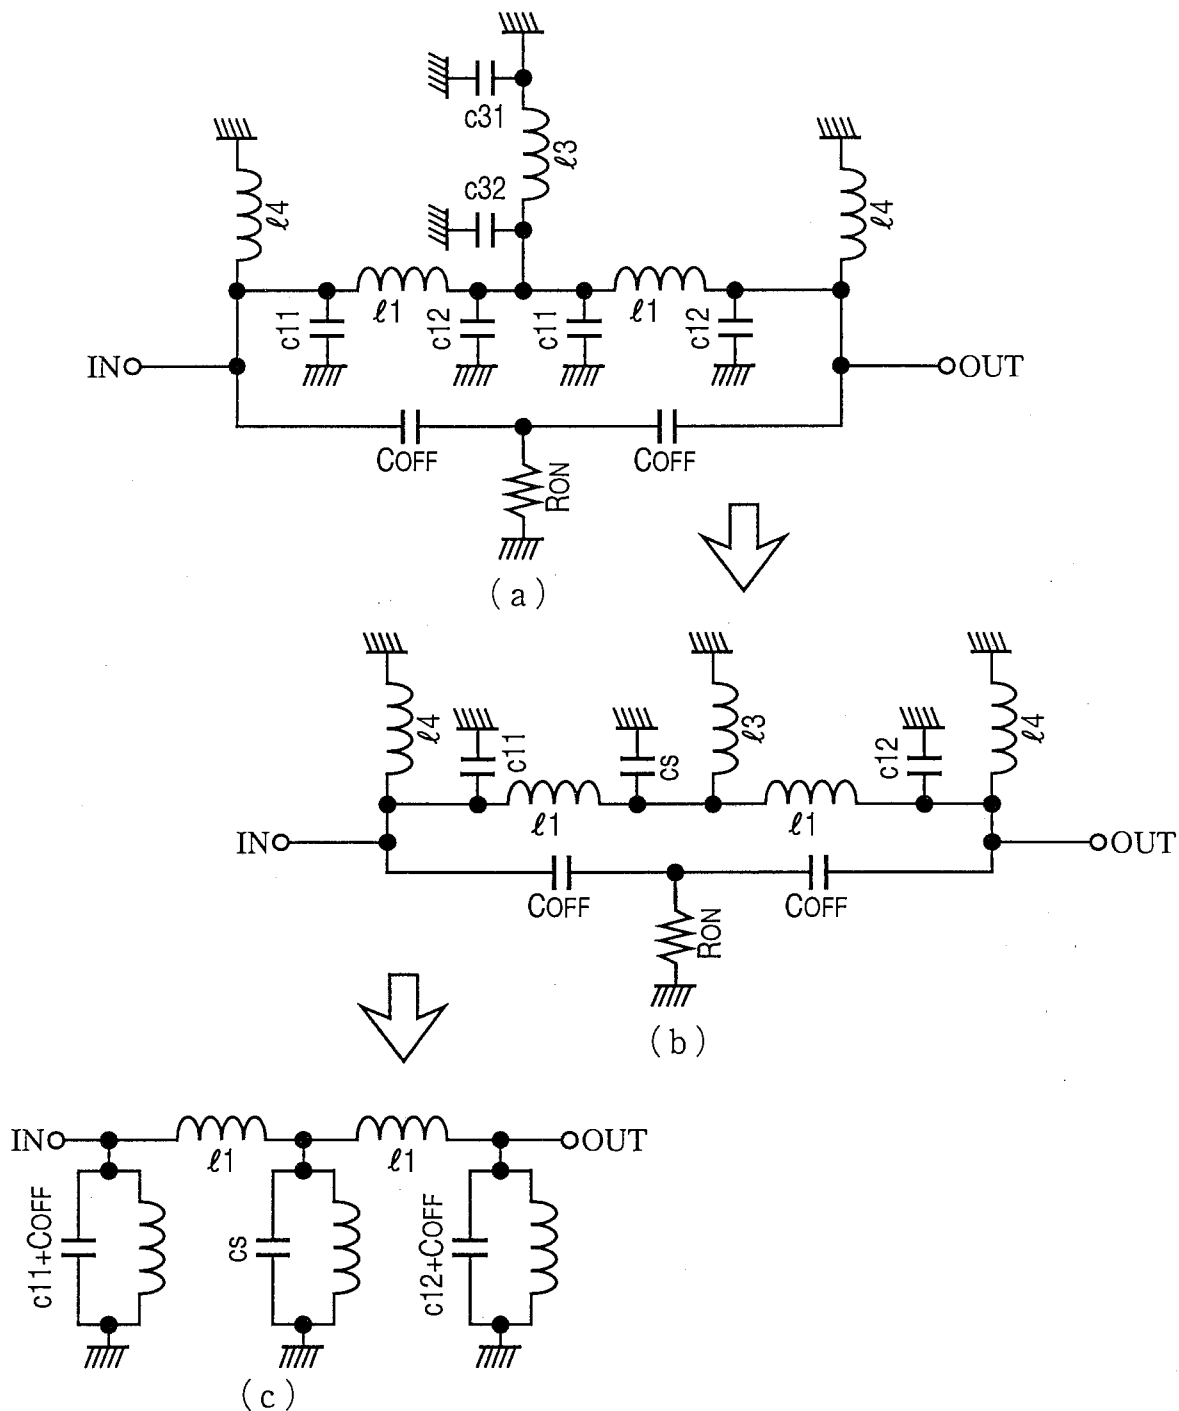 c31
ℓ3
c32
ℓ4
ℓ4
ℓ1
ℓ1
c11
c12
c11
c12
IN
OUT
COFF
COFF
RON
(a)
ℓ4
c11
cs
ℓ3
c12
ℓ4
ℓ1
ℓ1
IN
OUT
COFF
COFF
RON
(b)
IN
OUT
ℓ1
ℓ1
c11+COFF
cs
c12+COFF
(c)